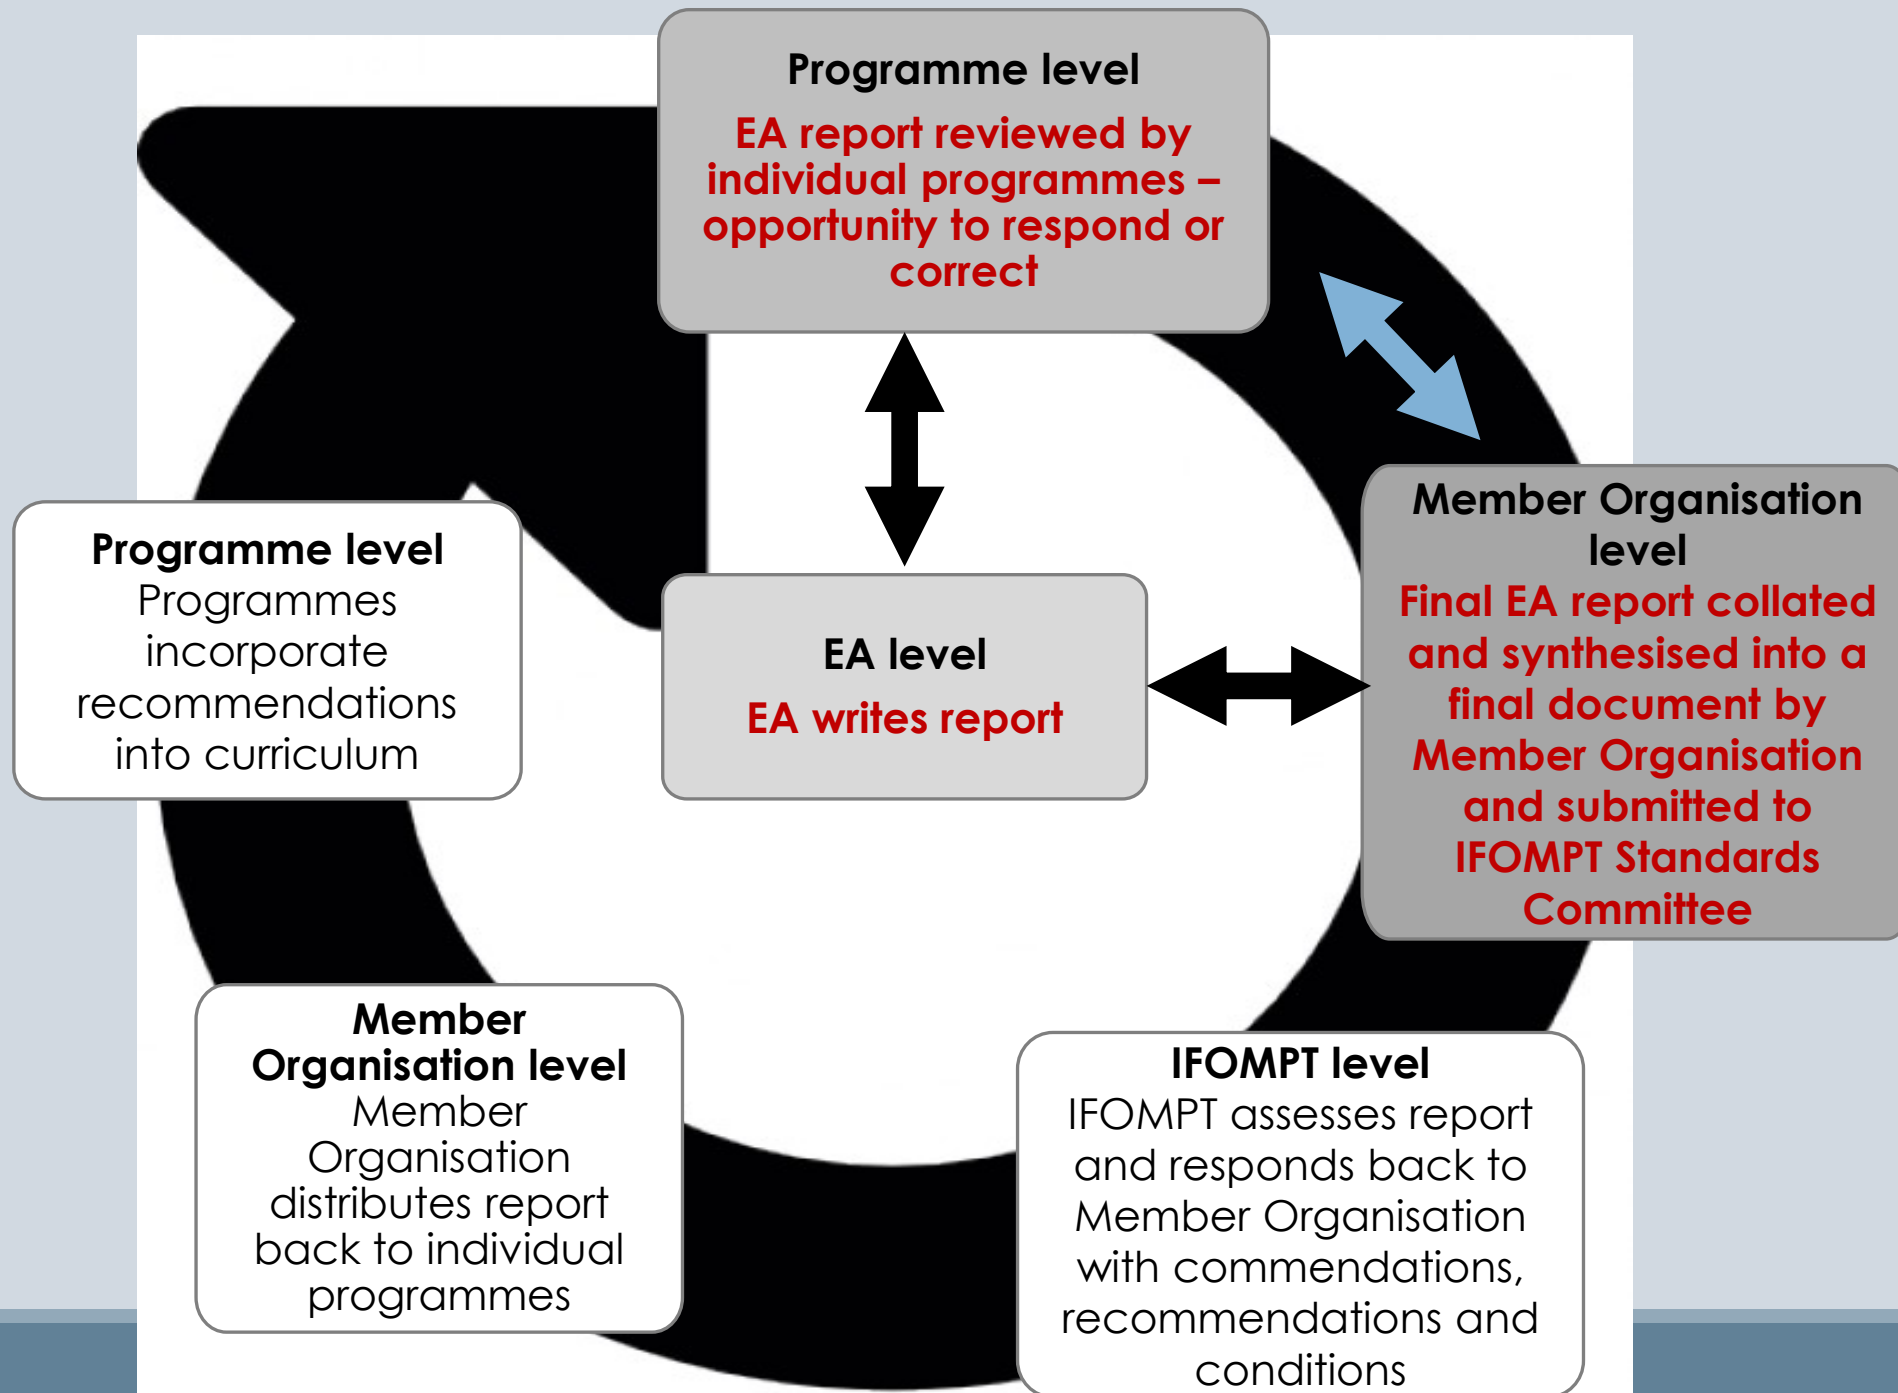 Programme level
EA report reviewed by
individual programmes –
opportunity to respond or
correct
Programme level
Programmes
incorporate
recommendations
into curriculum
EA level
EA writes report
Member Organisation
level
Final EA report collated
and synthesised into a
final document by
Member Organisation
and submitted to
IFOMPT Standards
Committee
Member
Organisation level
Member
Organisation
distributes report
back to individual
programmes
IFOMPT level
IFOMPT assesses report
and responds back to
Member Organisation
with commendations,
recommendations and
conditions